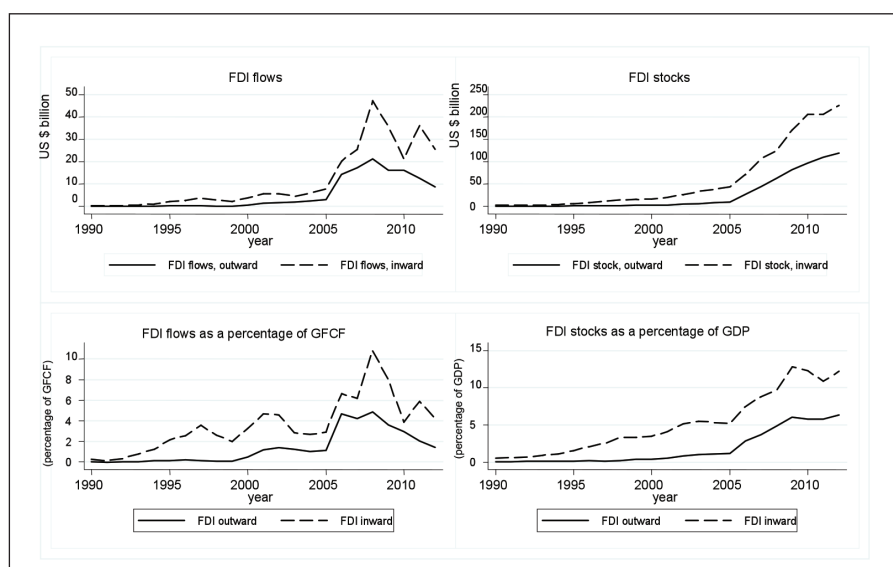 FDI flows
US $ billion
50
40
30
20
10
0
1990 1995 2000 2005 2010
year
FDI flows, outward FDI flows, inward
FDI stocks
US $ billion
250
200
150
100
50
0
1990 1995 2000 2005 2010
year
FDI stock, outward FDI stock, inward
FDI flows as a percentage of GFCF
(percentage of GFCF)
10
8
6
4
2
0
1990 1995 2000 2005 2010
year
FDI outward FDI inward
FDI stocks as a percentage of GDP
(percentage of GDP)
15
10
5
0
1990 1995 2000 2005 2010
year
FDI outward FDI inward